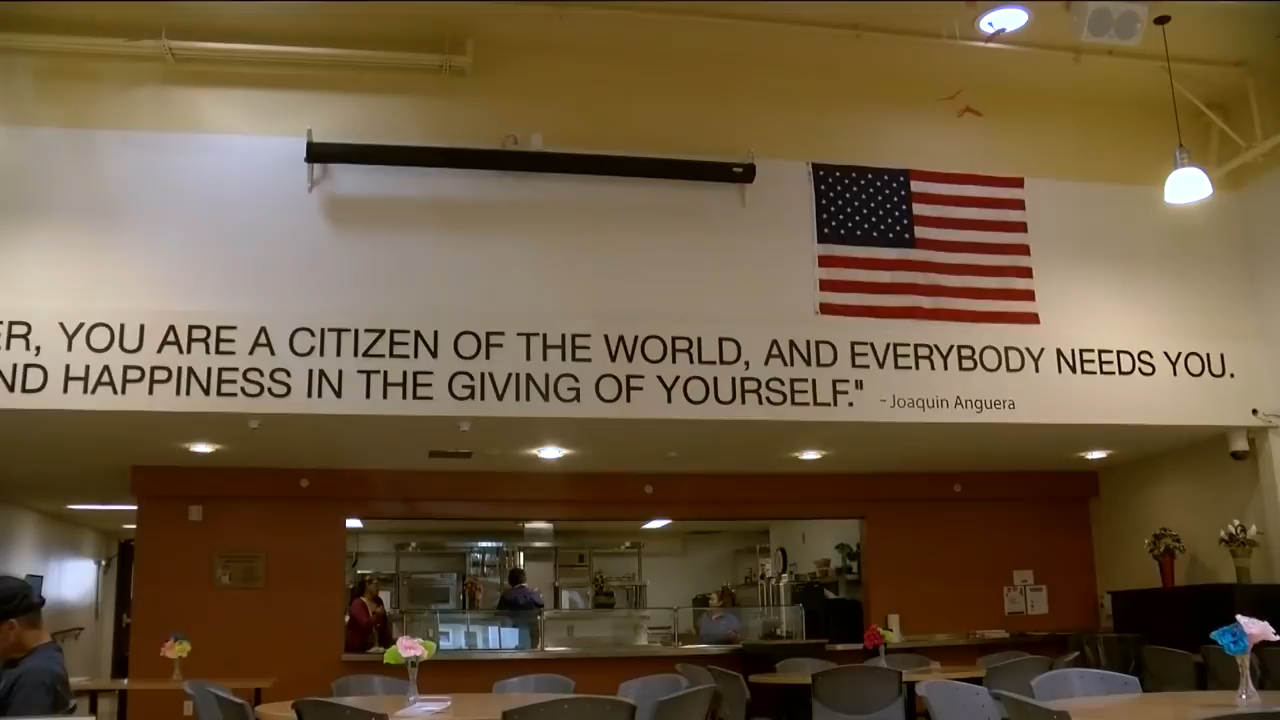 ER, YOU ARE A CITIZEN OF THE WORLD, AND EVERYBODY NEEDS YOU.
ND HAPPINESS IN THE GIVING OF YOURSELF." - Joaquin Anguera